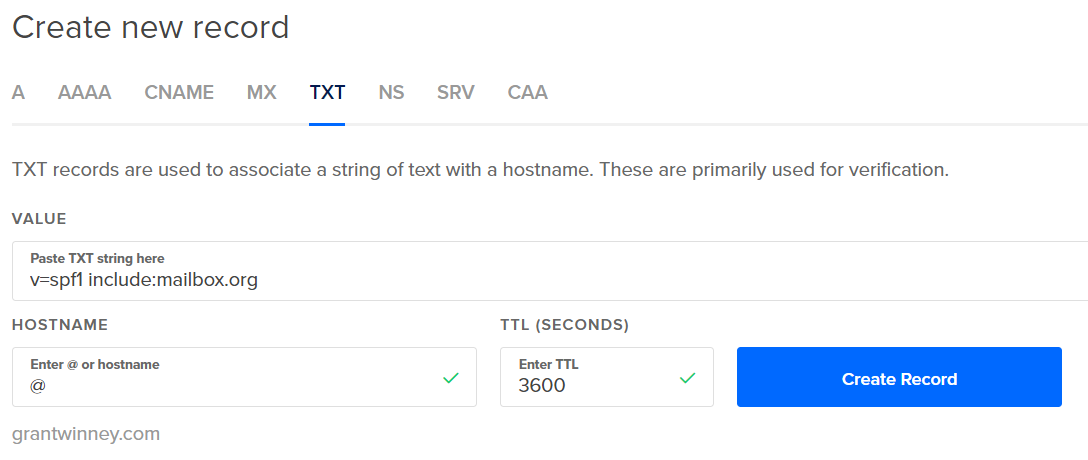 Create new record
A AAAA CNAME MX TXT NS SRV CAA
TXT records are used to associate a string of text with a hostname. These are primarily used for verification.
VALUE
Paste TXT string here
v=spf1 include:mailbox.org
HOSTNAME TTL (SECONDS)
Enter @ or hostname Enter TTL
@ 3600 Create Record
grantwinney.com